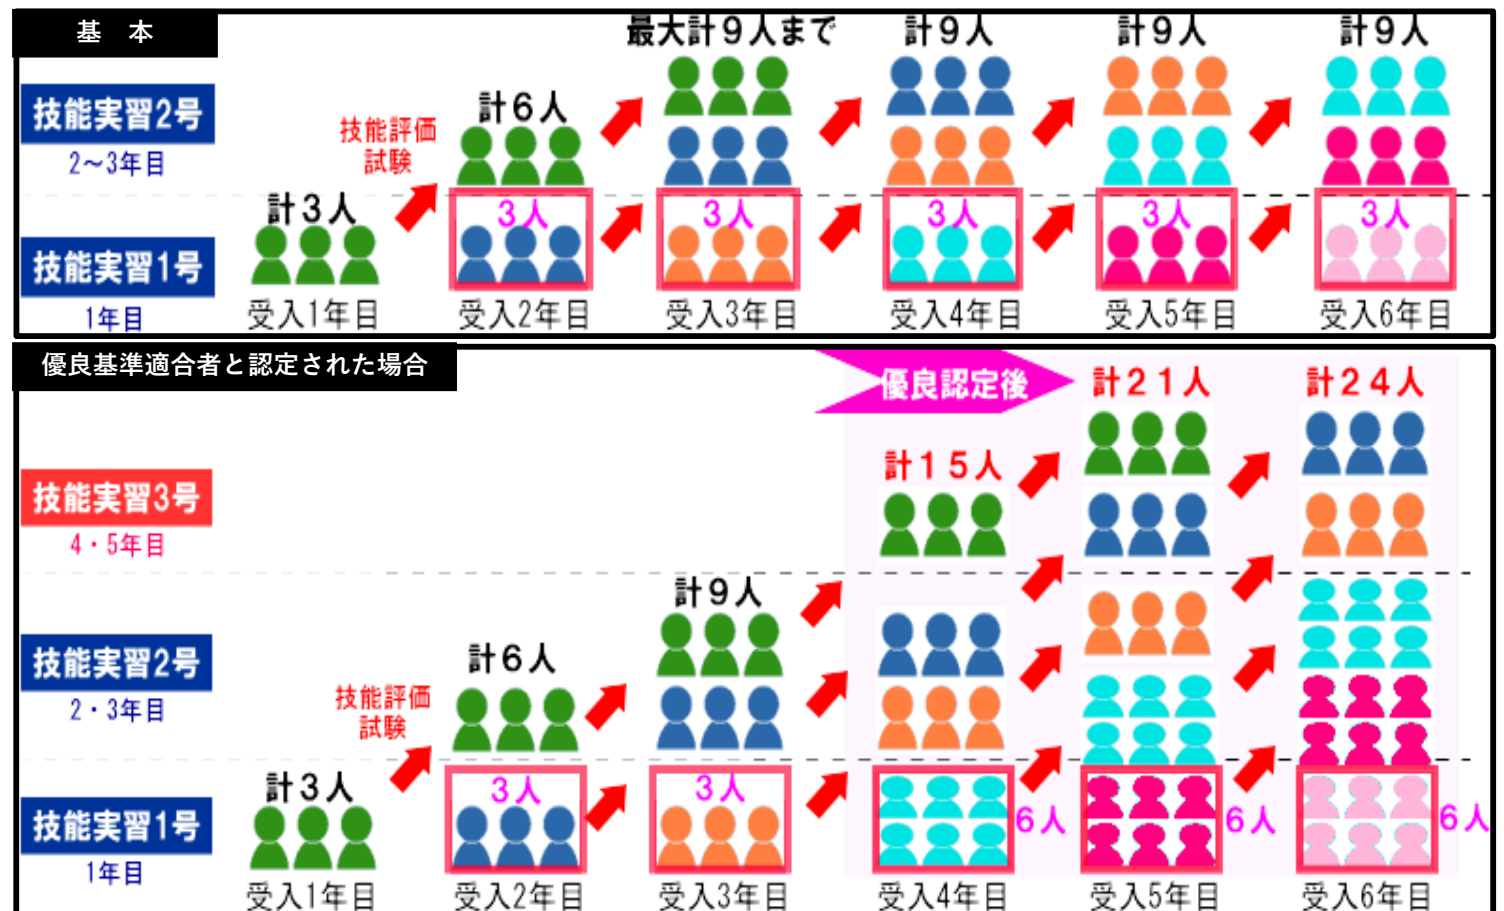 基　本
最大計９人まで
計９人
計９人
計９人
技能実習2号
2～3年目
計６人
技能評価
試験
計３人
3人
3人
3人
3人
3人
技能実習1号
1年目
受入1年目
受入2年目
受入3年目
受入4年目
受入5年目
受入6年目
優良基準適合者と認定された場合
優良認定後
計２１人
計２４人
計１５人
技能実習3号
4・5年目
計９人
計６人
技能実習2号
2・3年目
技能評価
試験
計３人
3人
3人
6人
6人
6人
技能実習1号
1年目
受入1年目
受入2年目
受入3年目
受入4年目
受入5年目
受入6年目